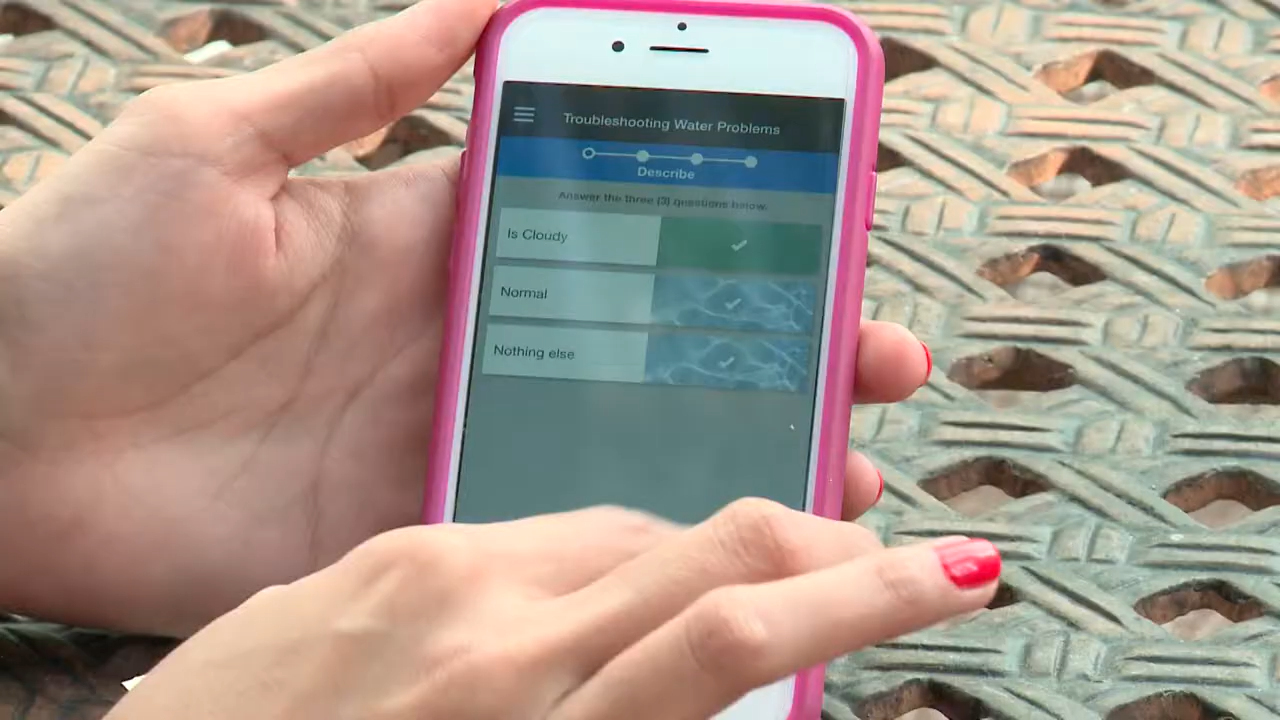 Troubleshooting Water Problems
Describe
Answer the three (3) questions below.
Is Cloudy
Normal
Nothing else